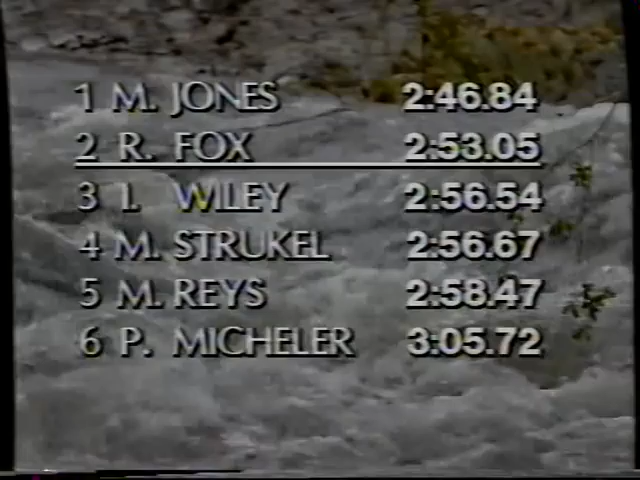 1 M. JONES 2:46.84
2 R. FOX 2:53.05
3 I. WILEY 2:56.54
4 M. STRUKEL 2:56.67
5 M. REYS 2:58.47
6 P. MICHELER 3:05.72